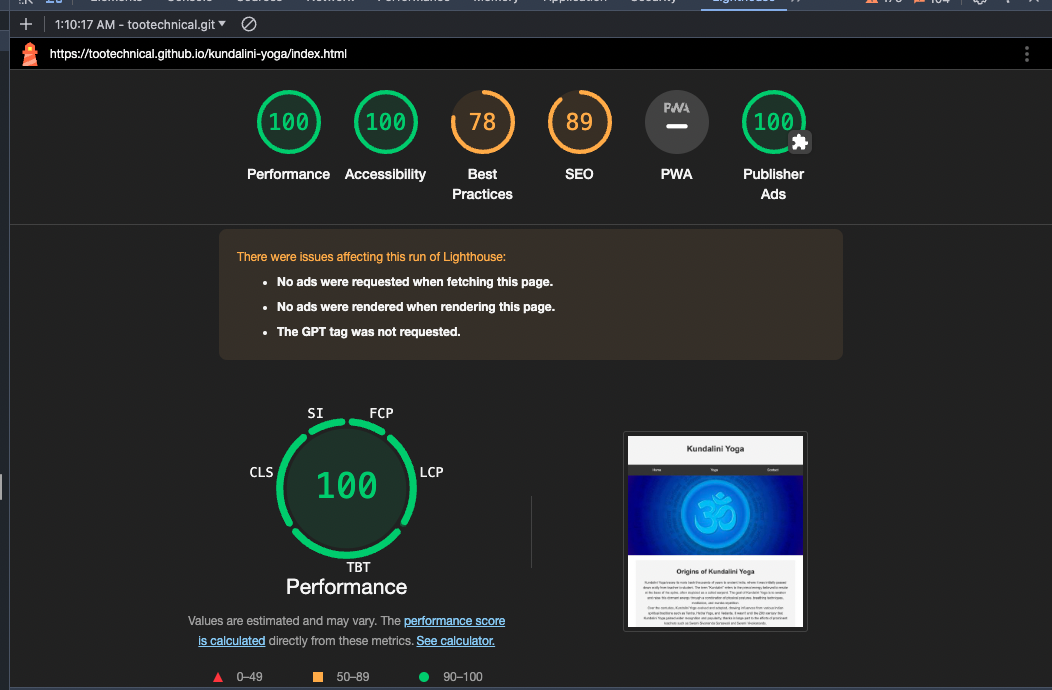 Lighthouse
1:10:17 AM - tootechnical.git
https://tootechnical.github.io/kundalini-yoga/index.html
100 100 78 89 PWA 100
Performance Accessibility Best Practices SEO PWA Publisher Ads
There were issues affecting this run of Lighthouse:
No ads were requested when fetching this page.
No ads were rendered when rendering this page.
The GPT tag was not requested.
SI FCP
CLS LCP
100
TBT
Performance
Values are estimated and may vary. The performance score
is calculated directly from these metrics. See calculator.
0–49 50–89 90–100
Kundalini Yoga
Home Yoga Contact
Origins of Kundalini Yoga